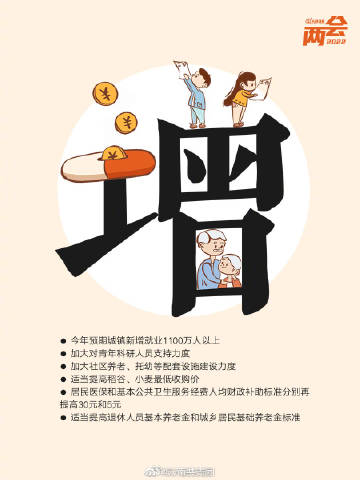 两会
2022
增
● 今年预期城镇新增就业1100万人以上
● 加大对青年科研人员支持力度
● 加大社区养老、托幼等配套设施建设力度
● 适当提高稻谷、小麦最低收购价
● 居民医保和基本公共卫生服务经费人均财政补助标准分别再
提高30元和5元
● 适当提高退休人员基本养老金和城乡居民基础养老金标准